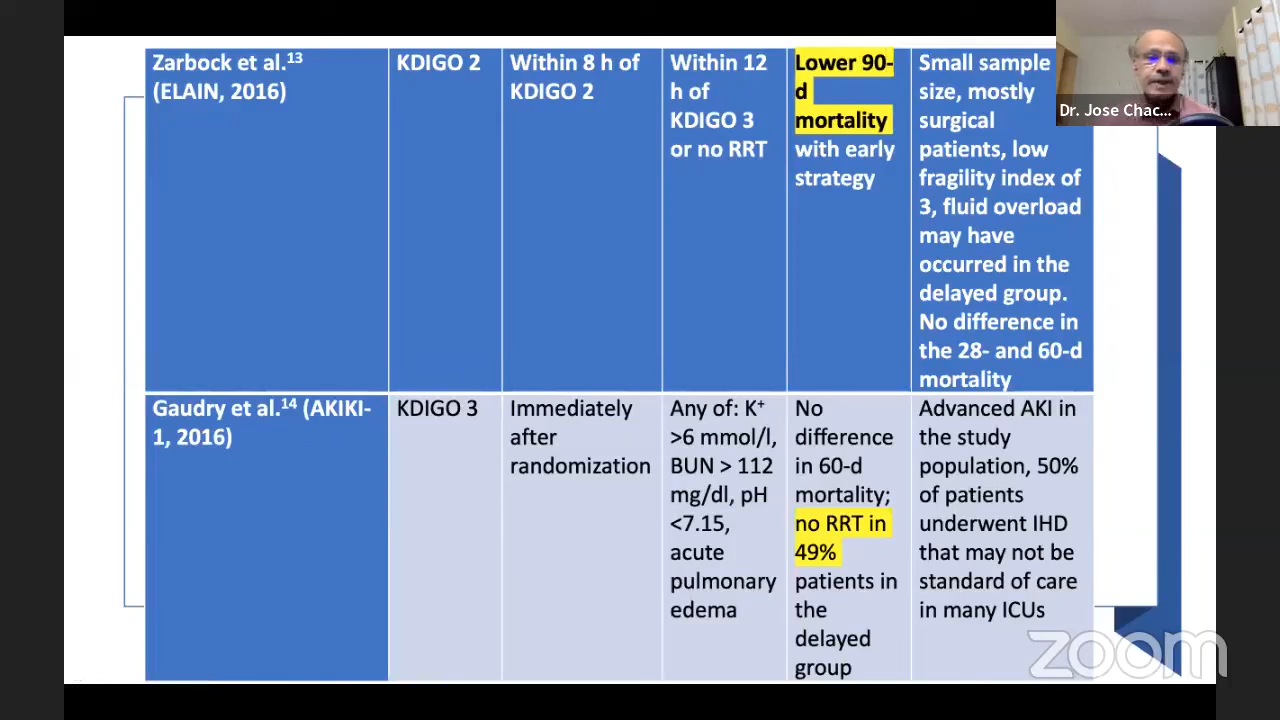 Zarbock et al.13
(ELAIN, 2016)
KDIGO 2
Within 8 h of
KDIGO 2
Within 12
h of
KDIGO 3
or no RRT
Lower 90-
d
mortality
with early
strategy
Small sample
size, mostly
surgical
patients, low
fragility index of
3, fluid overload
may have
occurred in the
delayed group.
No difference in
the 28- and 60-d
mortality
Dr. Jose Chac...
Gaudry et al.14 (AKIKI-
1, 2016)
KDIGO 3
Immediately
after
randomization
Any of: K+
>6 mmol/l,
BUN > 112
mg/dl, pH
<7.15,
acute
pulmonary
edema
No
difference
in 60-d
mortality;
no RRT in
49%
patients in
the
delayed
group
Advanced AKI in
the study
population, 50%
of patients
underwent IHD
that may not be
standard of care
in many ICUs
zoom